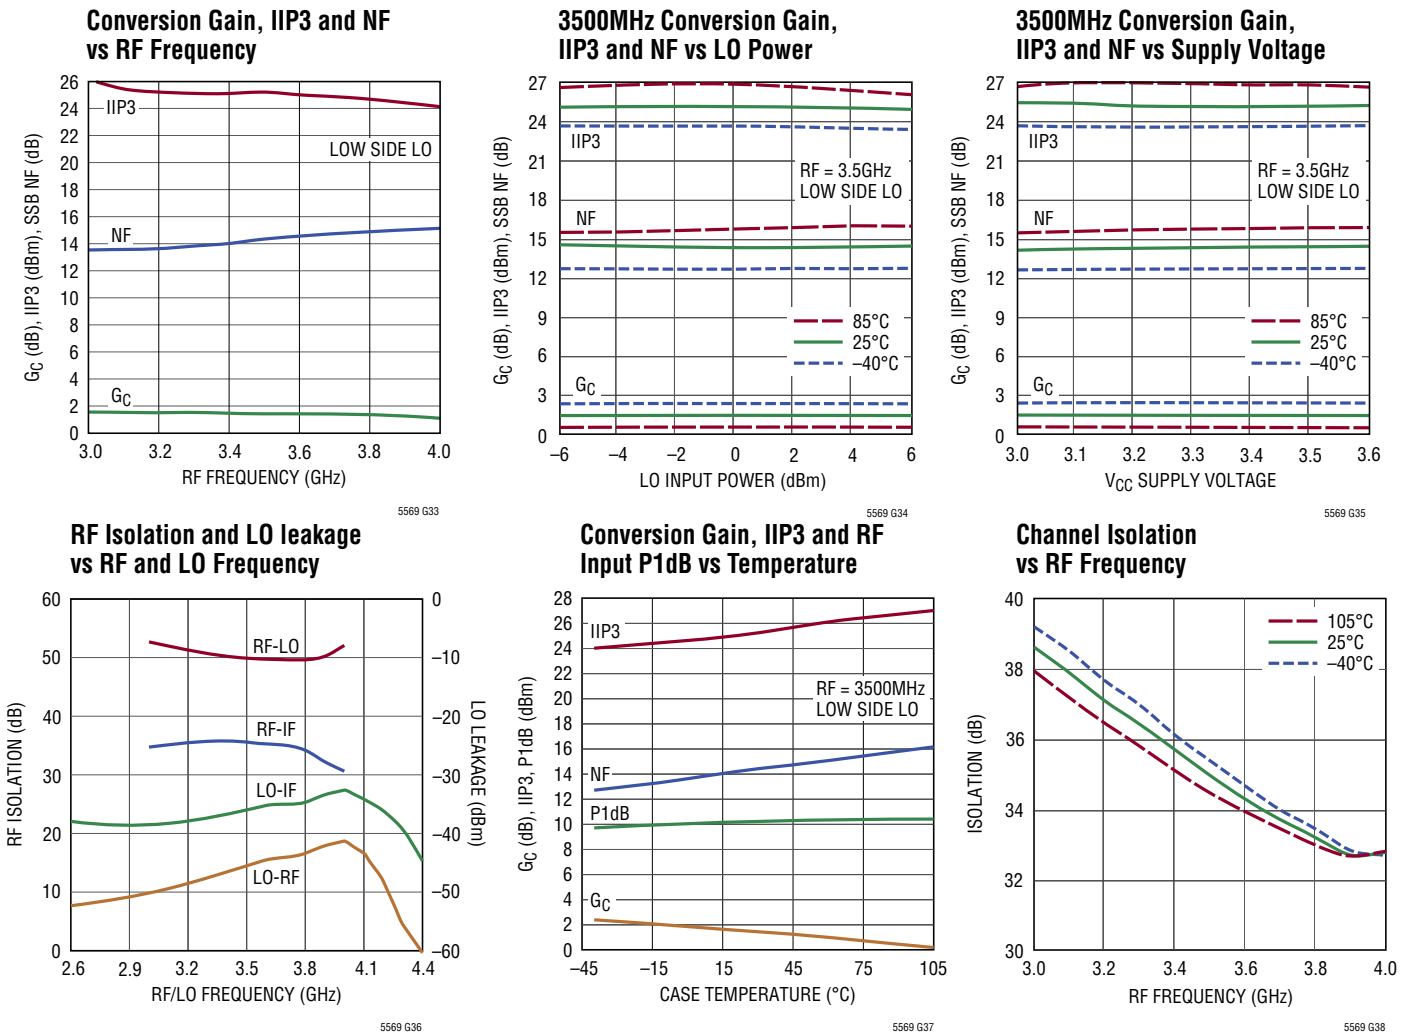 Conversion Gain, IIP3 and NF
vs RF Frequency
26
24
22
20
18
16
14
12
10
8
6
4
2
0
GC (dB), IIP3 (dBm), SSB NF (dB)
IIP3
LOW SIDE LO
NF
GC
3.0 3.2 3.4 3.6 3.8 4.0
RF FREQUENCY (GHz)
5569 G33
3500MHz Conversion Gain,
IIP3 and NF vs LO Power
27
24
21
18
15
12
9
6
3
0
GC (dB), IIP3 (dBm), SSB NF (dB)
IIP3
RF = 3.5GHz
LOW SIDE LO
NF
85°C
25°C
–40°C
GC
–6 –4 –2 0 2 4 6
LO INPUT POWER (dBm)
5569 G34
3500MHz Conversion Gain,
IIP3 and NF vs Supply Voltage
27
24
21
18
15
12
9
6
3
0
GC (dB), IIP3 (dBm), SSB NF (dB)
IIP3
RF = 3.5GHz
LOW SIDE LO
NF
85°C
25°C
–40°C
GC
3.0 3.1 3.2 3.3 3.4 3.5 3.6
VCC SUPPLY VOLTAGE
5569 G35
RF Isolation and LO leakage
vs RF and LO Frequency
60
50
40
30
20
10
0
RF ISOLATION (dB)
RF-LO
RF-IF
LO-IF
LO-RF
0
–10
–20
–30
–40
–50
–60
LO LEAKAGE (dBm)
2.6 2.9 3.2 3.5 3.8 4.1 4.4
RF/LO FREQUENCY (GHz)
5569 G36
Conversion Gain, IIP3 and RF
Input P1dB vs Temperature
28
26
24
22
20
18
16
14
12
10
8
6
4
2
0
GC (dB), IIP3, P1dB (dBm)
IIP3
RF = 3500MHz
LOW SIDE LO
NF
P1dB
GC
–45 –15 15 45 75 105
CASE TEMPERATURE (°C)
5569 G37
Channel Isolation
vs RF Frequency
40
38
36
34
32
30
ISOLATION (dB)
105°C
25°C
–40°C
3.0 3.2 3.4 3.6 3.8 4.0
RF FREQUENCY (GHz)
5569 G38